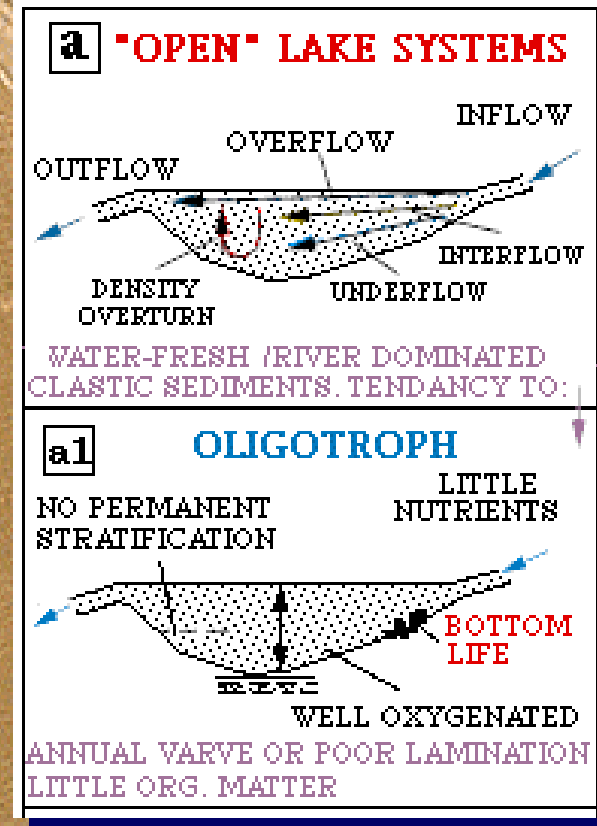 a "OPEN" LAKE SYSTEMS
INFLOW
OVERFLOW
OUTFLOW
INTERFLOW
DENSITY
OVERTURN
UNDERFLOW
WATER-FRESH /RIVER DOMINATED
CLASTIC SEDIMENTS. TENDANCY TO:
a1 OLIGOTROPH
LITTLE
NUTRIENTS
NO PERMANENT
STRATIFICATION
BOTTOM
LIFE
WELL OXYGENATED
ANNUAL VARVE OR POOR LAMINATION
LITTLE ORG. MATTER